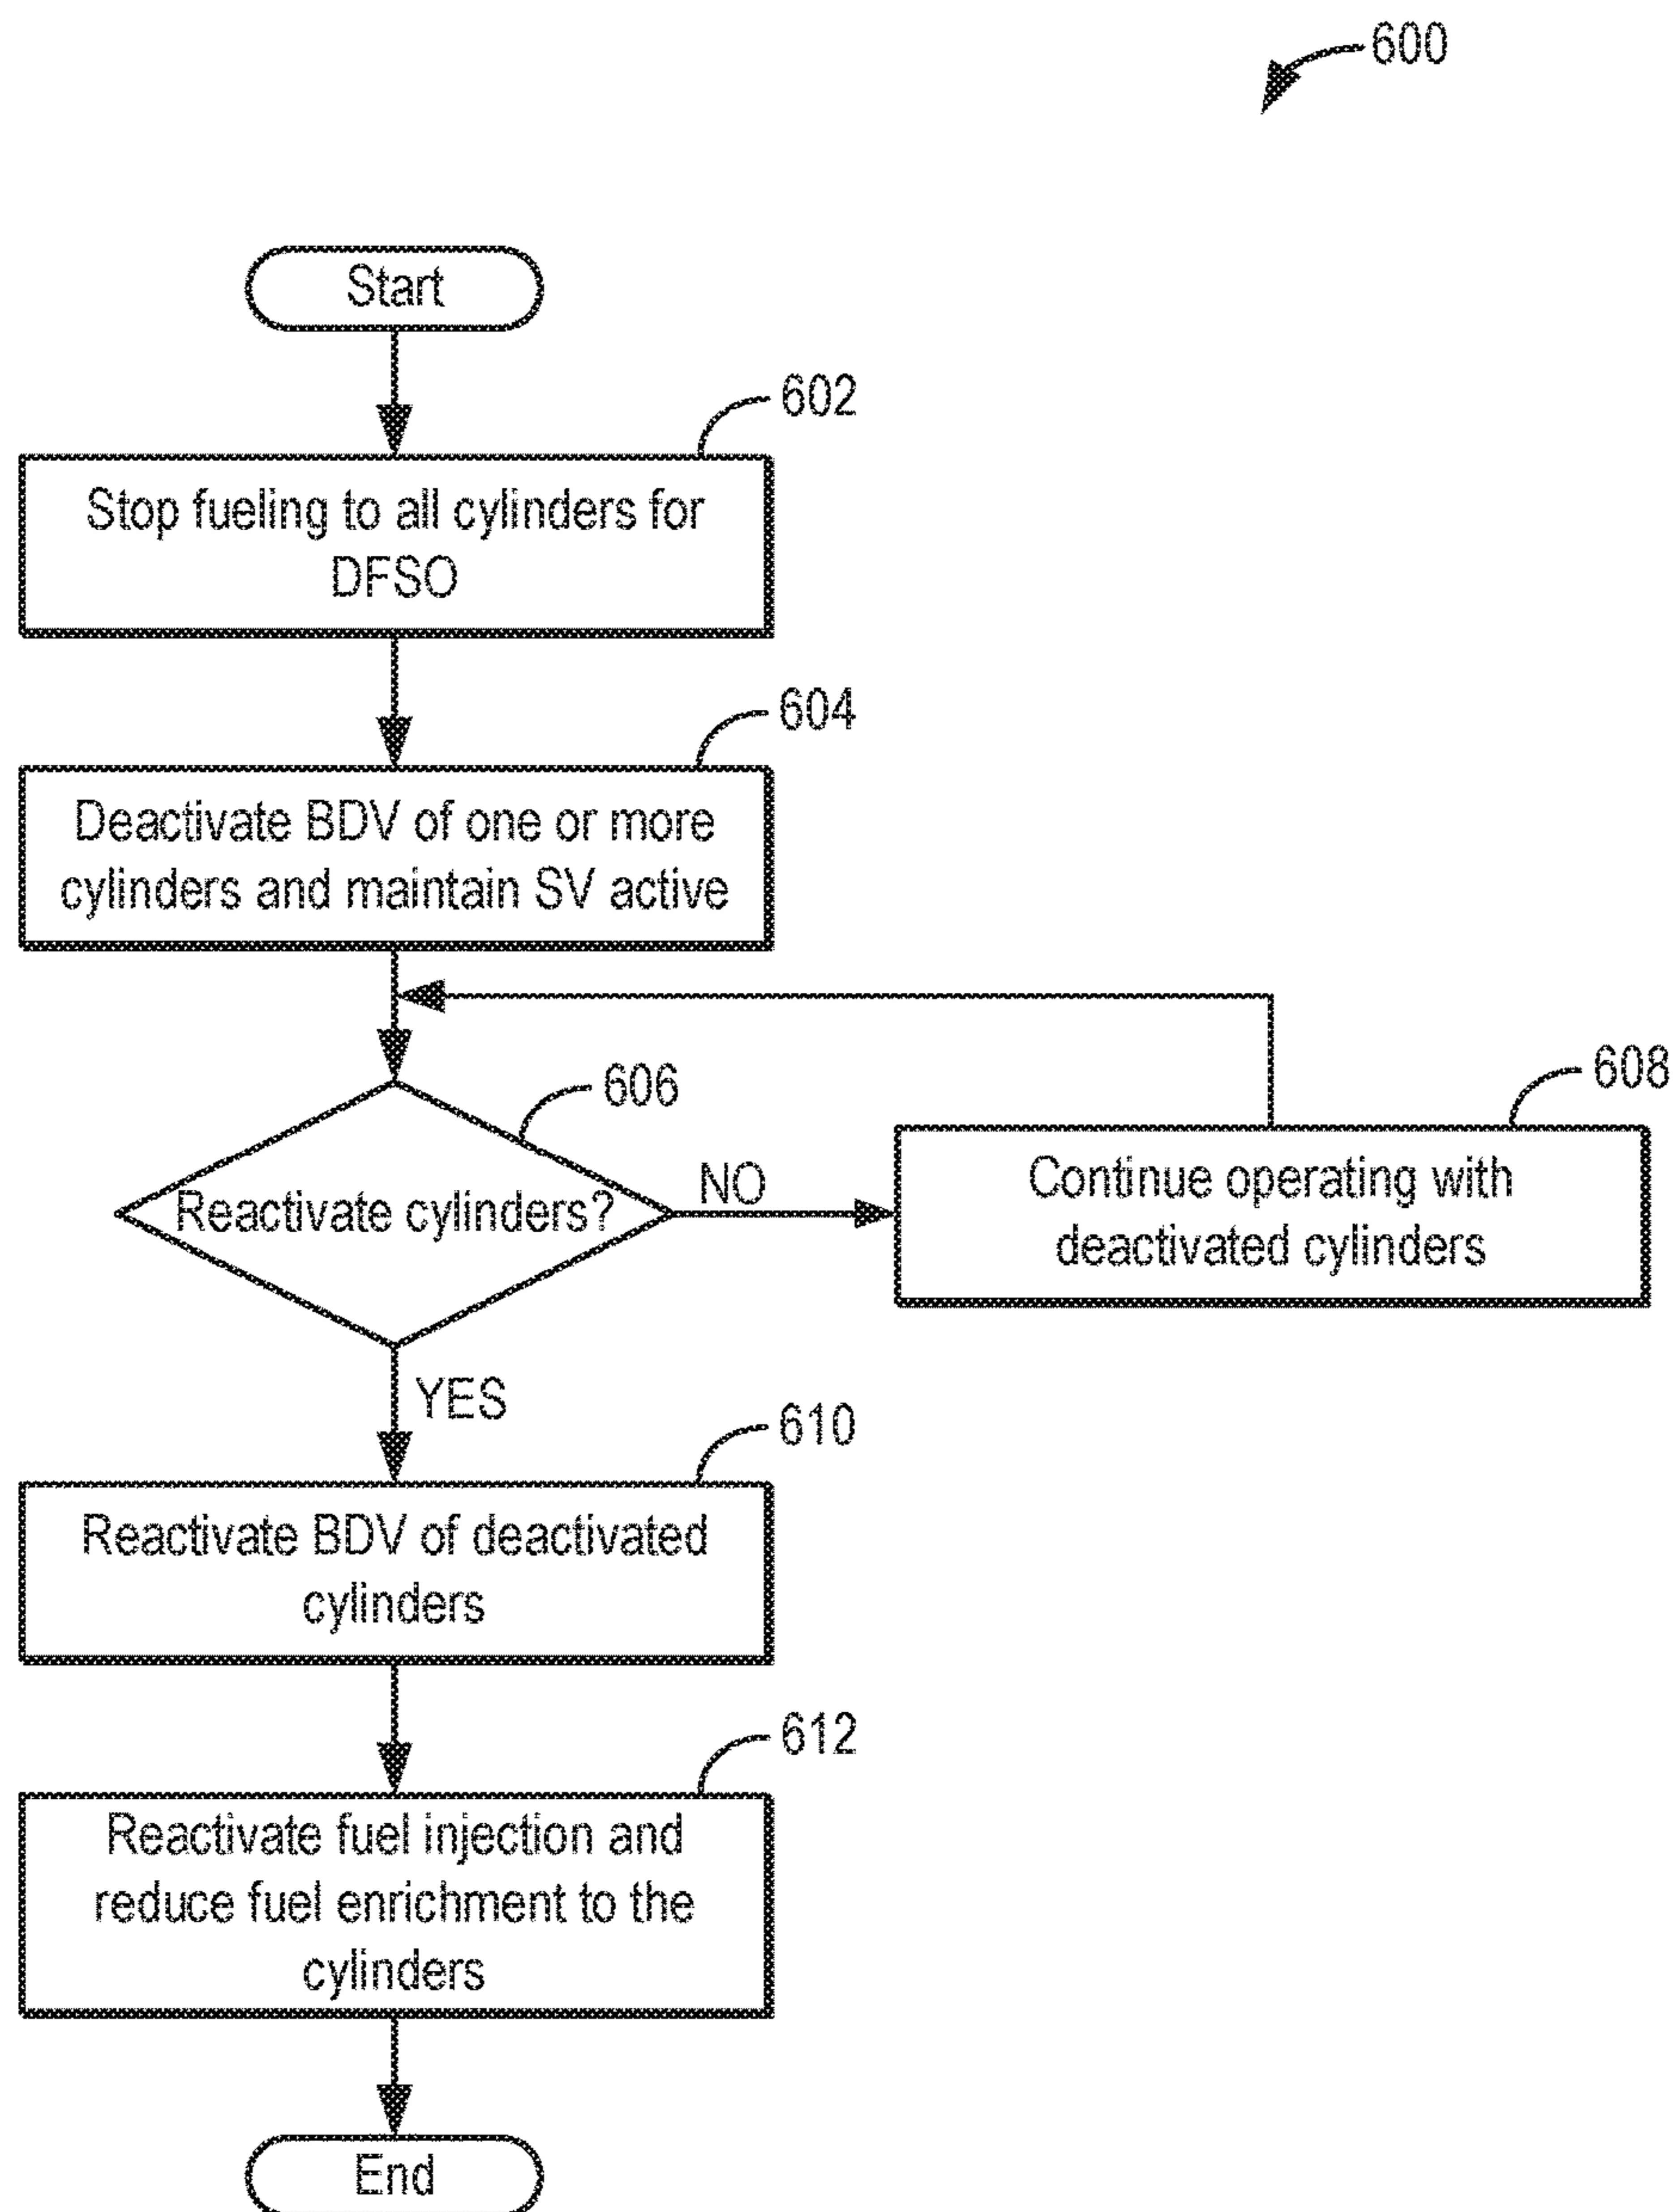 600
Start
602
Stop fueling to all cylinders for
DFSO
604
Deactivate BDV of one or more
cylinders and maintain SV active
606
Reactivate cylinders?
NO
608
Continue operating with
deactivated cylinders
YES
610
Reactivate BDV of deactivated
cylinders
612
Reactivate fuel injection and
reduce fuel enrichment to the
cylinders
End